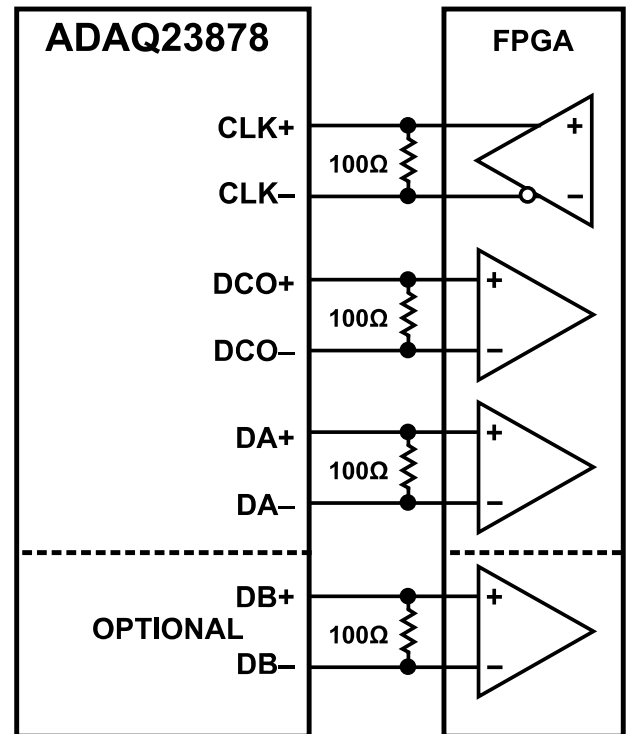 ADAQ23878
FPGA
CLK+
100Ω
+
CLK–
–
DCO+
100Ω
+
DCO–
–
DA+
100Ω
+
DA–
–
DB+
OPTIONAL
100Ω
+
DB–
–